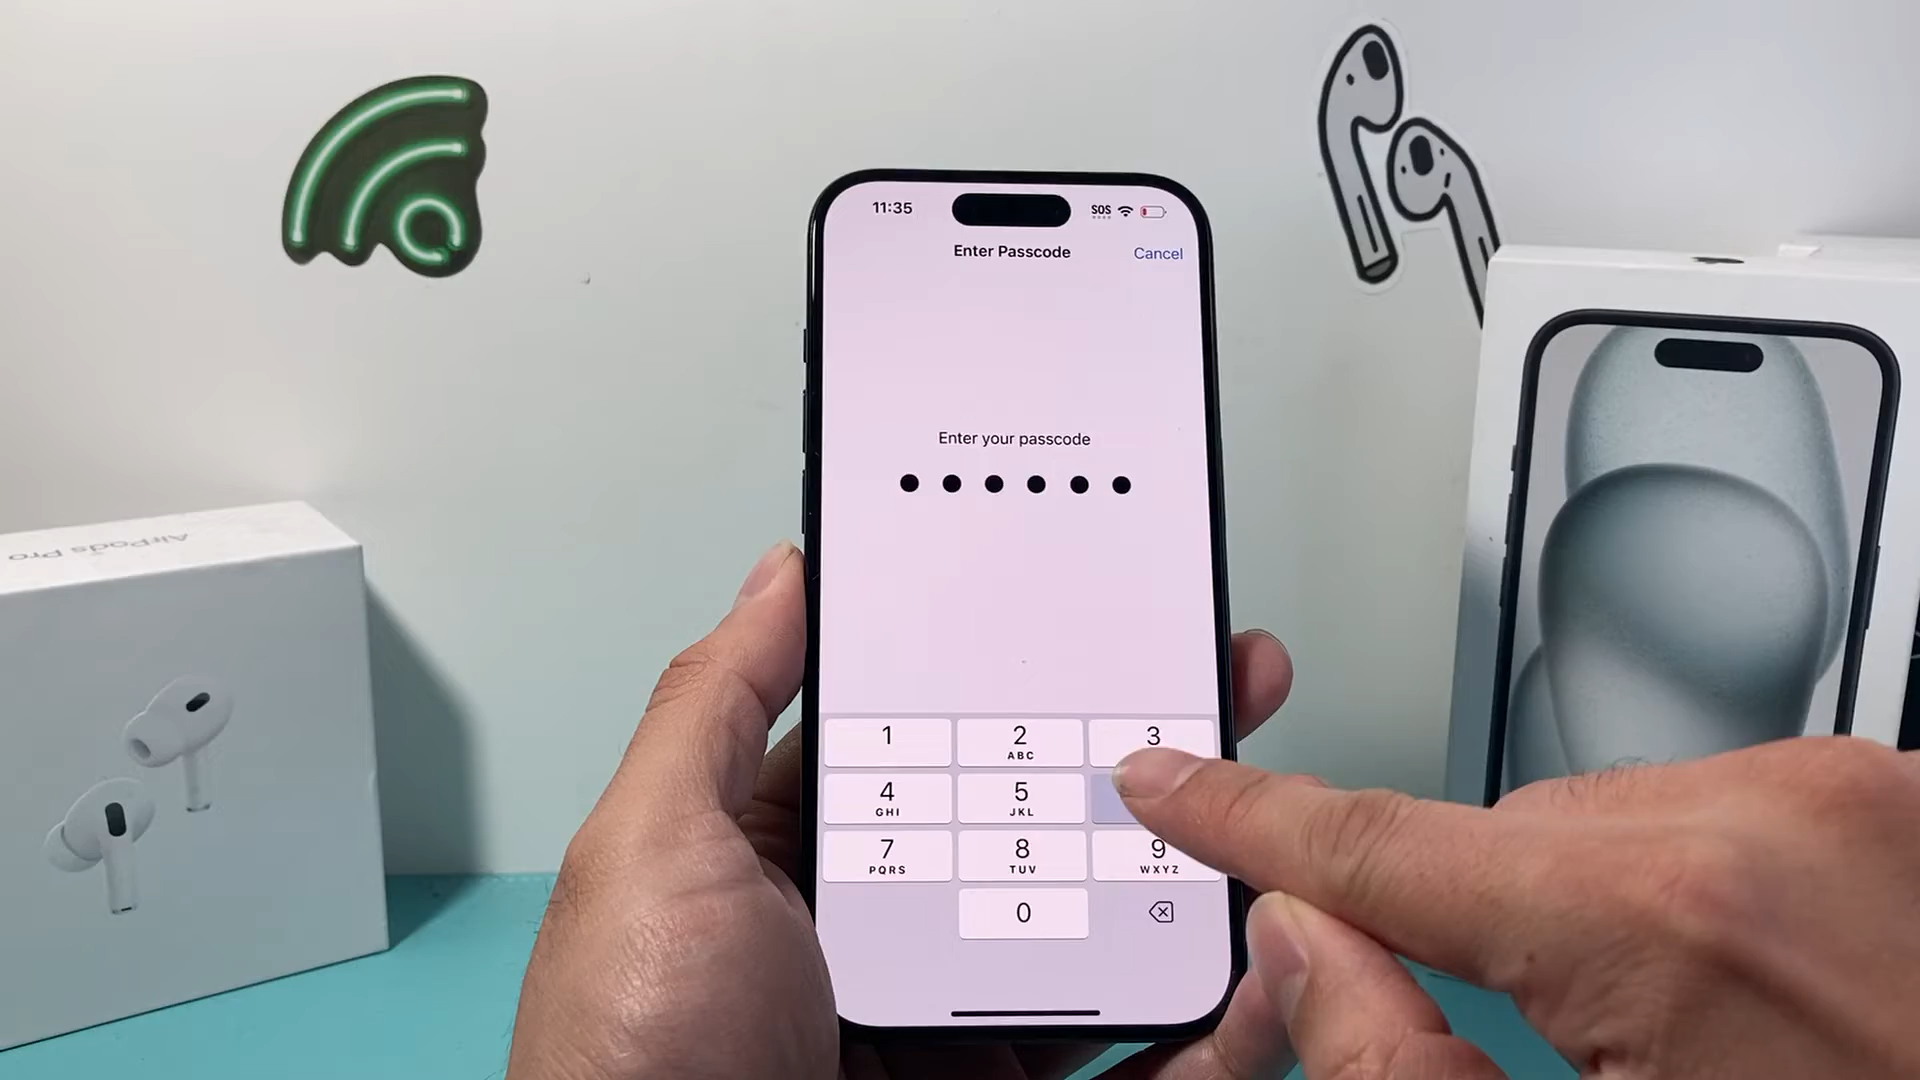 11:35
SOS
Enter Passcode
Cancel
Enter your passcode
1
2
ABC
3
4
GHI
5
JKL
7
PQRS
8
TUV
9
WXYZ
0
AirPods Pro